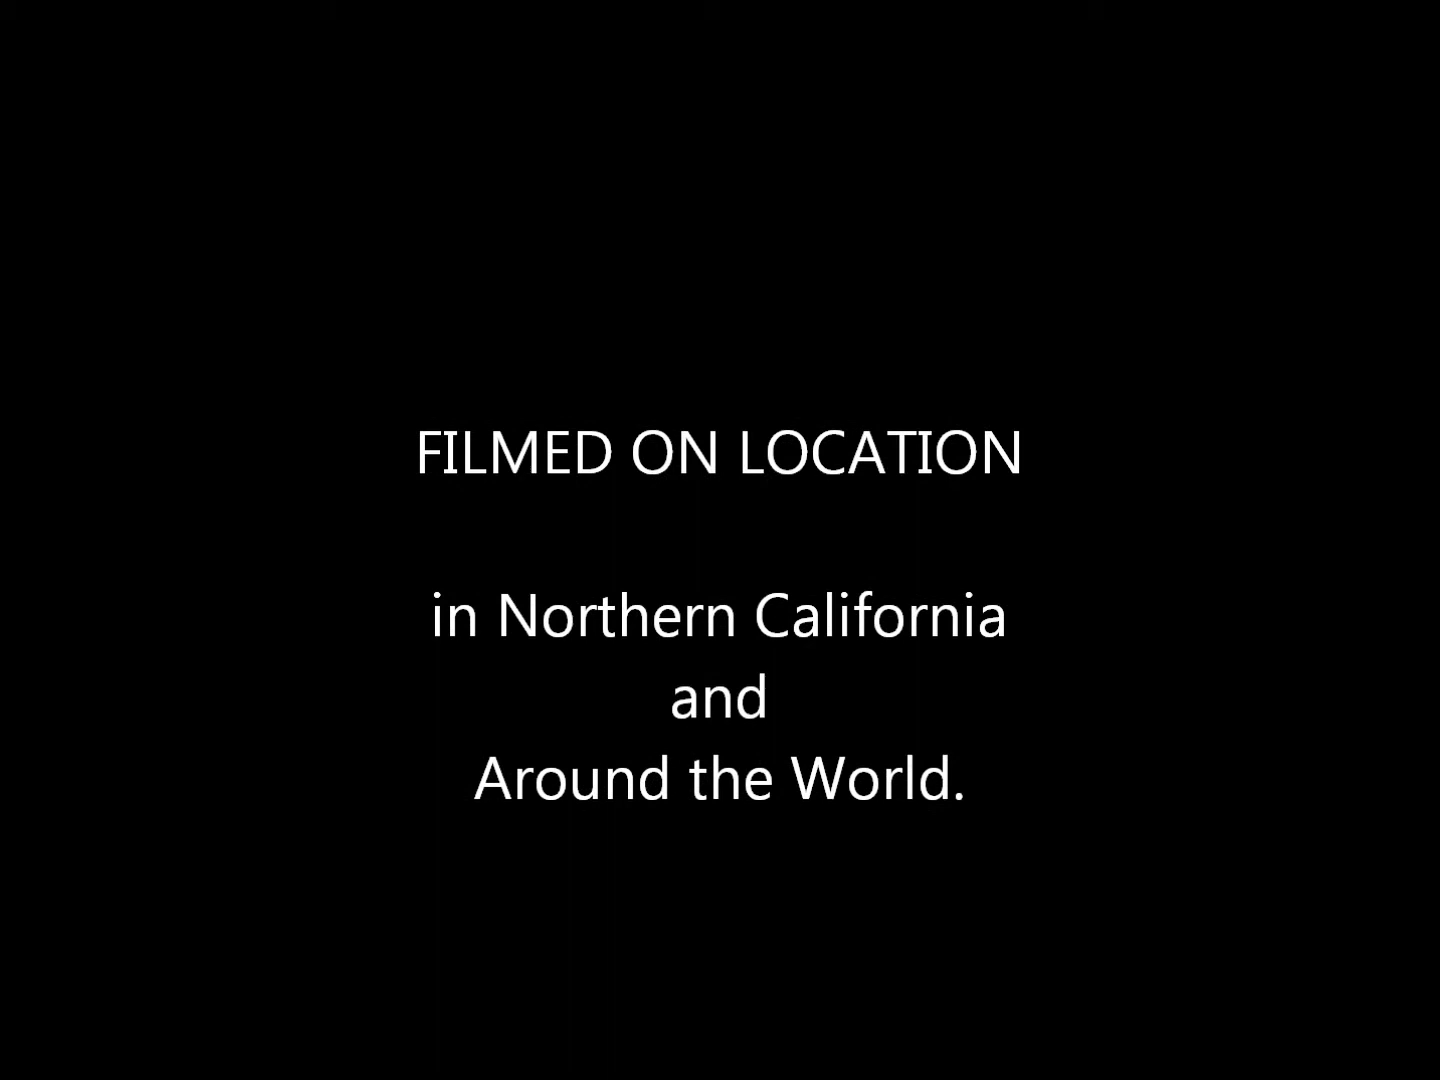 FILMED ON LOCATION
in Northern California
and
Around the World.